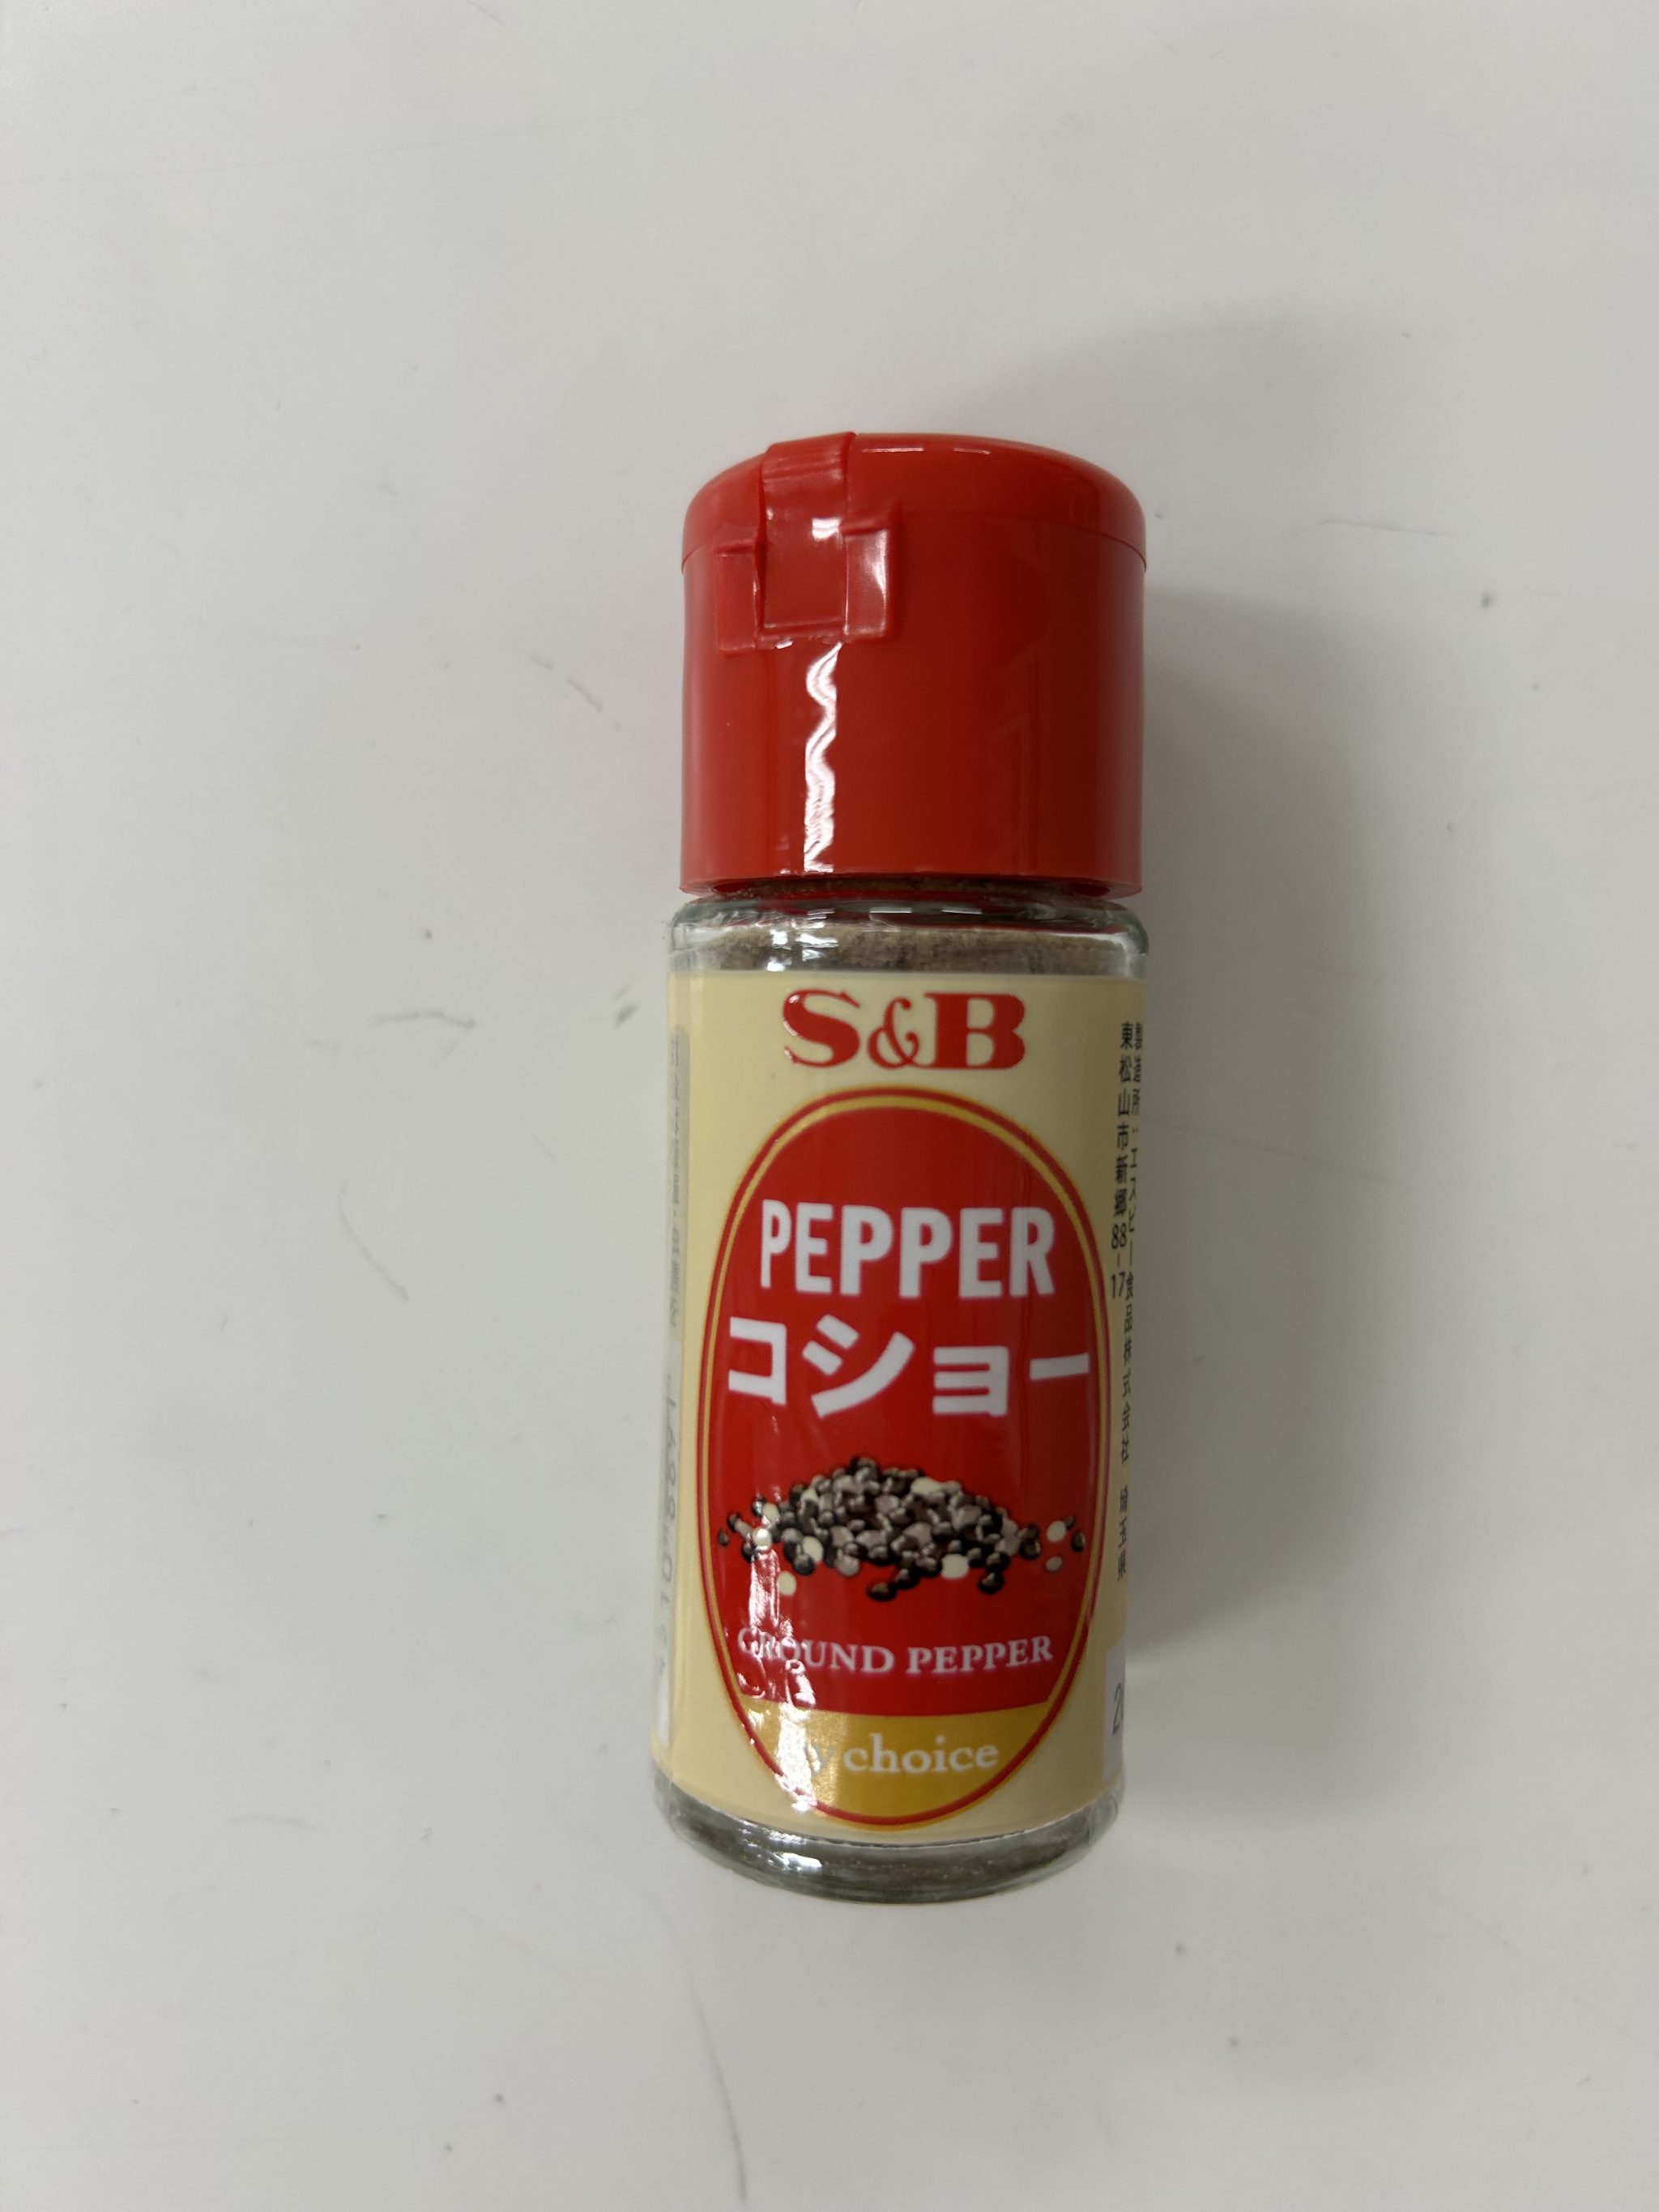 S&B
PEPPER
コショー
GROUND PEPPER
choice
製造所：エスビー食品株式会社 埼玉県
東松山市新郷88-17